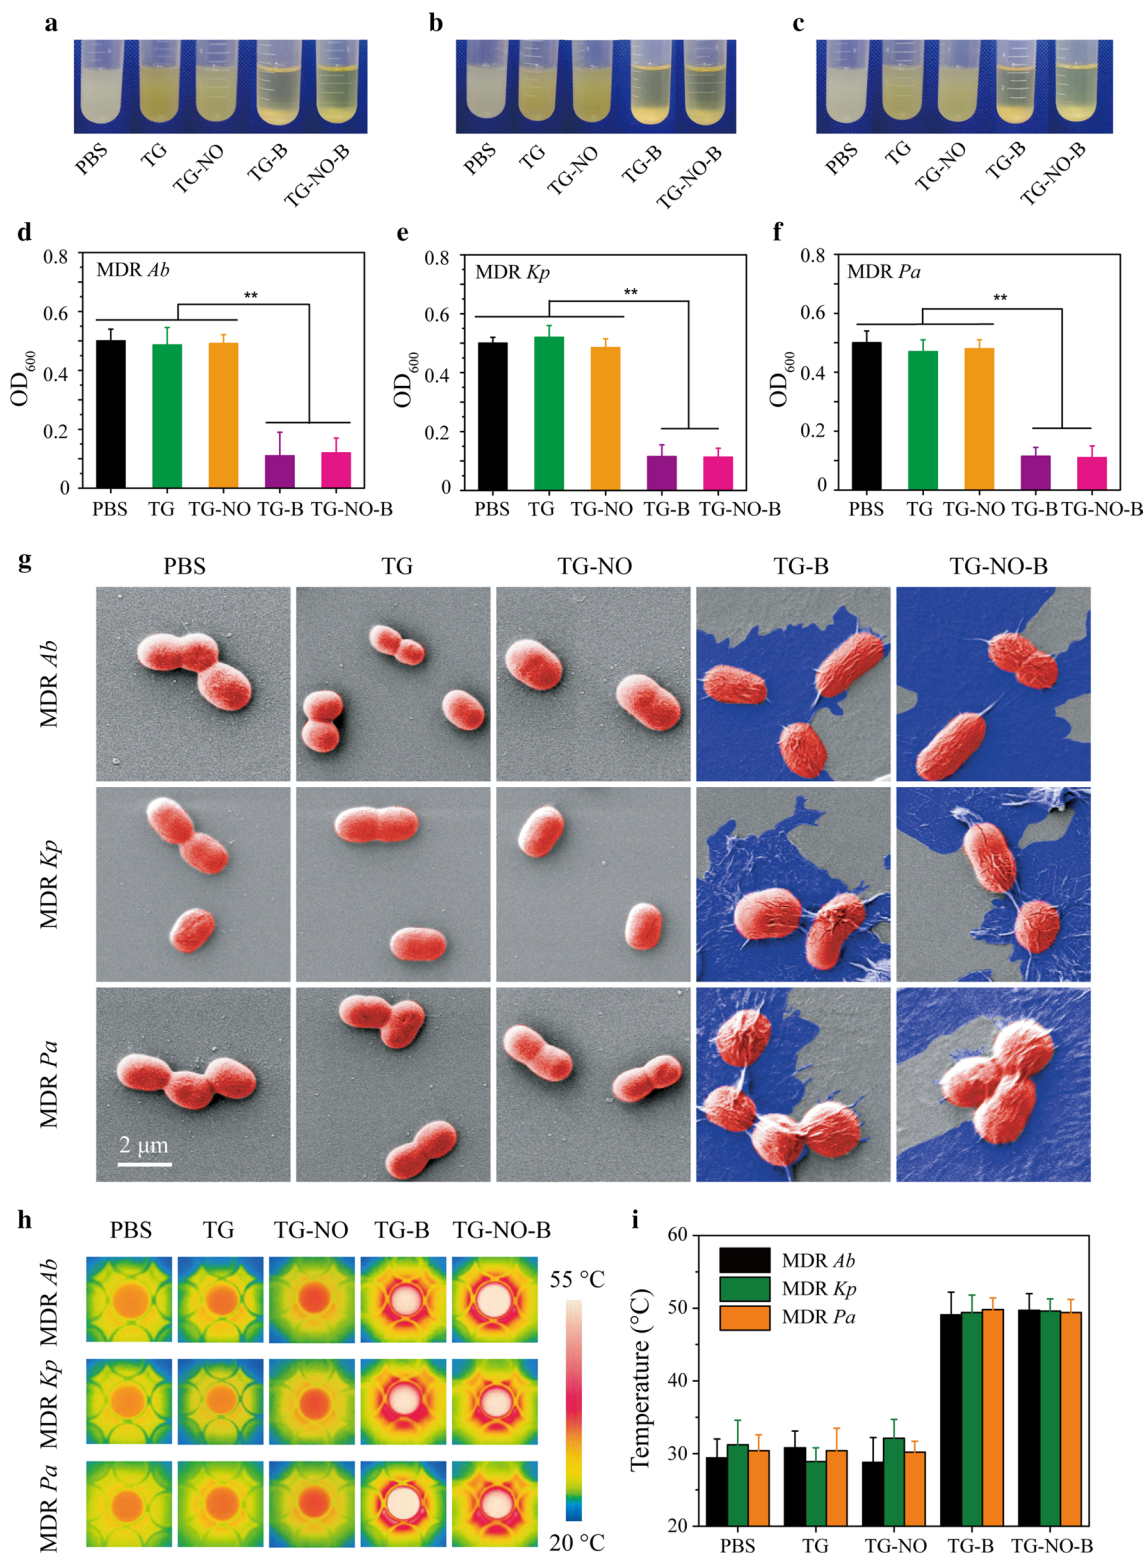 a b c
PBS TG TG-NO TG-B TG-NO-B PBS TG TG-NO TG-B TG-NO-B PBS TG TG-NO TG-B TG-NO-B
d e f
0.8 0.6 0.4 0.2 0
OD600
MDR Ab
**
PBS TG TG-NO TG-B TG-NO-B
0.8 0.6 0.4 0.2 0
OD600
MDR Kp
**
PBS TG TG-NO TG-B TG-NO-B
0.8 0.6 0.4 0.2 0
OD600
MDR Pa
**
PBS TG TG-NO TG-B TG-NO-B
g
PBS TG TG-NO TG-B TG-NO-B
MDR Ab
MDR Kp
MDR Pa
2 μm
h
PBS TG TG-NO TG-B TG-NO-B
MDR Ab
MDR Kp
MDR Pa
55 °C
20 °C
i
60 50 40 30 20
Temperature (°C)
MDR Ab
MDR Kp
MDR Pa
PBS TG TG-NO TG-B TG-NO-B